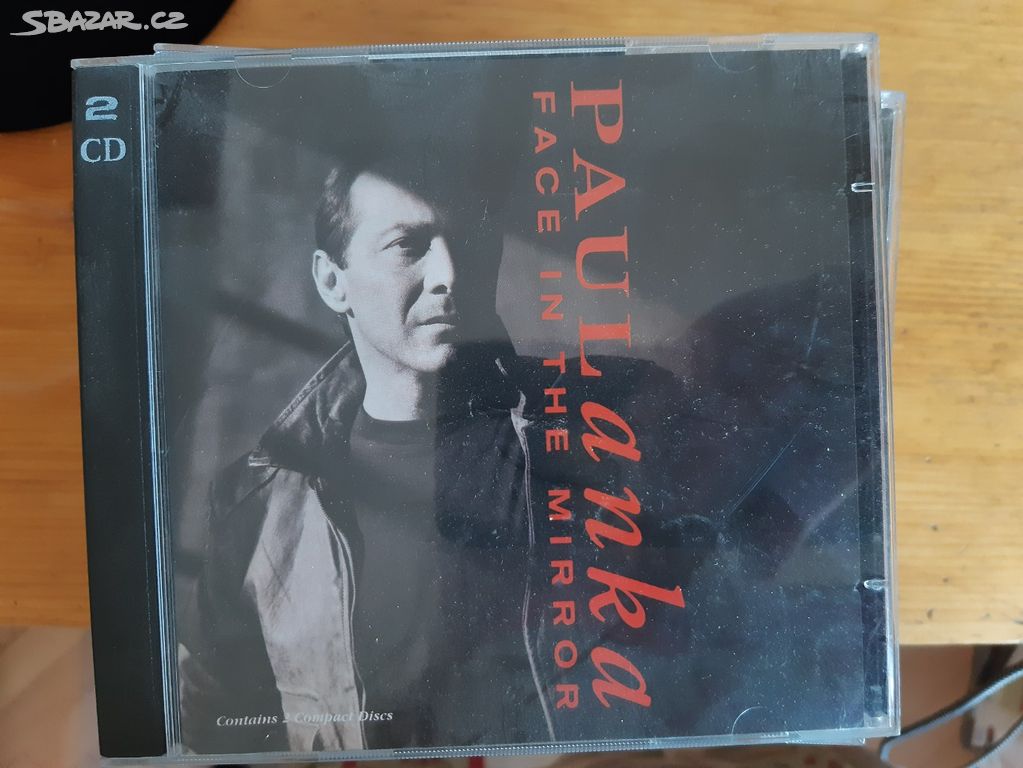 SBAZAR.CZ
2
CD
PAUL anka
FACE IN THE MIRROR
Contains 2 Compact Discs